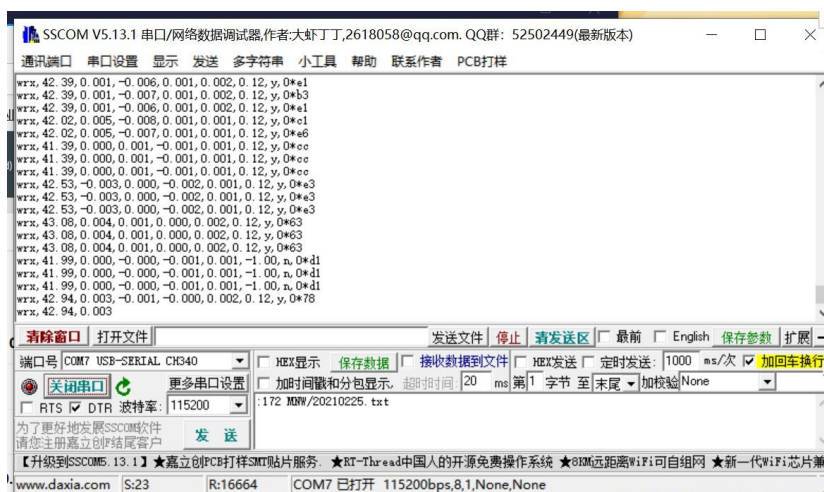 SSCOM V5.13.1 串口/网络数据调试器,作者:大虾丁丁,2618058@qq.com. QQ群: 52502449(最新版本)
通讯端口 串口设置 显示 发送 多字符串 小工具 帮助 联系作者 PCB打样
wrx,42.39,0.001,-0.006,0.001,0.002,0.12,y,0*e1
wrx,42.39,0.001,-0.007,0.001,0.002,0.12,y,0*b3
wrx,42.39,0.001,-0.006,0.001,0.002,0.12,y,0*e1
wrx,42.02,0.005,-0.008,0.001,0.001,0.12,y,0*c1
wrx,42.02,0.005,-0.007,0.001,0.001,0.12,y,0*e6
wrx,41.39,0.000,0.001,-0.001,0.001,0.12,y,0*cc
wrx,41.39,0.000,0.001,-0.001,0.001,0.12,y,0*cc
wrx,41.39,0.000,0.001,-0.001,0.001,0.12,y,0*cc
wrx,42.53,-0.003,0.000,-0.002,0.001,0.12,y,0*e3
wrx,42.53,-0.003,0.000,-0.002,0.001,0.12,y,0*e3
wrx,42.53,-0.003,0.000,-0.002,0.001,0.12,y,0*e3
wrx,43.08,0.004,0.001,0.000,0.002,0.12,y,0*63
wrx,43.08,0.004,0.001,0.000,0.002,0.12,y,0*63
wrx,43.08,0.004,0.001,0.000,0.002,0.12,y,0*63
wrx,41.99,0.000,-0.000,-0.001,0.001,-1.00,n,0*d1
wrx,41.99,0.000,-0.000,-0.001,0.001,-1.00,n,0*d1
wrx,41.99,0.000,-0.000,-0.001,0.001,-1.00,n,0*d1
wrx,42.94,0.003,-0.001,-0.000,0.002,0.12,y,0*78
wrx,42.94,0.003
清除窗口 打开文件 发送文件 停止 清发送区 最前 English 保存参数 扩展
端口号 COM7 USB-SERIAL CH340 HEX显示 保存数据 接收数据到文件 HEX发送 定时发送: 1000 ms/次 加回车换行
关闭串口 更多串口设置 加时间戳和分包显示, 超时时间: 20 ms 第1 字节 至 末尾 加校验None
RTS DTR 波特率: 115200 :172 MNW/20210225.txt
为了更好地发展SSCOM软件
请您注册嘉立创F结尾客户
发 送
【升级到SSCOM5.13.1】★嘉立创PCB打样SMT贴片服务. ★RT-Thread中国人的开源免费操作系统 ★8KM远距离WiFi可自组网 ★新一代WiFi芯片兼
www.daxia.com S:23 R:16664 COM7 已打开 115200bps,8,1,None,None